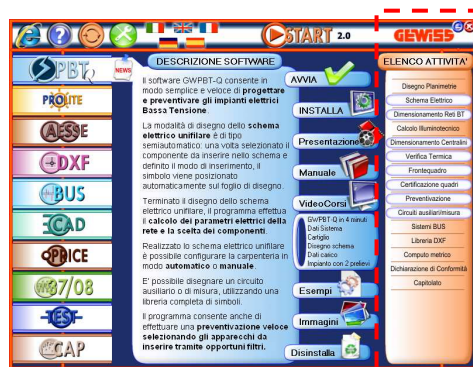 START 2.0
GEWISS
PBT
NEWS
PROLITE
AESSE
DXF
BUS
CAD
PRICE
37/08
TEST
CAP
DESCRIZIONE SOFTWARE
Il software GWPBT-Q consente in
modo semplice e veloce di progettare
e preventivare gli impianti elettrici
Bassa Tensione.
La modalità di disegno dello schema
elettrico unifilare è di tipo
semiautomatico: una volta selezionato il
componente da inserire nello schema e
definito il modo di inserimento, il
simbolo viene posizionato
automaticamente sul foglio di disegno.
Terminato il disegno dello schema
elettrico unifilare, il programma effettua
il calcolo dei parametri elettrici della
rete e la scelta dei componenti.
Realizzato lo schema elettrico unifilare
è possibile configurare la carpenteria in
modo automatico o manuale.
E' possibile disegnare un circuito
ausiliario o di misura, utilizzando una
libreria completa di simboli.
Il programma consente anche di
effettuare una preventivazione veloce
selezionando gli apparecchi da
inserire tramite opportuni filtri.
AVVIA
INSTALLA
Presentazione
Manuale
VideoCorsi
GWPBT-Q in 4 minuti
Dati Sistema
Cartiglio
Disegno schema
Dati carico
Impianto con 2 prelievi
Esempi
Immagini
Disinstalla
ELENCO ATTIVITA'
Disegno Planimetrie
Schema Elettrico
Dimensionamento Reti BT
Calcolo Illuminotecnico
Dimensionamento Centralini
Verifica Termica
Frontequadro
Certificazione quadri
Preventivazione
Circuiti ausiliari/misura
Sistemi BUS
Libreria DXF
Computo metrico
Dichiarazione di Conformità
Capitolato